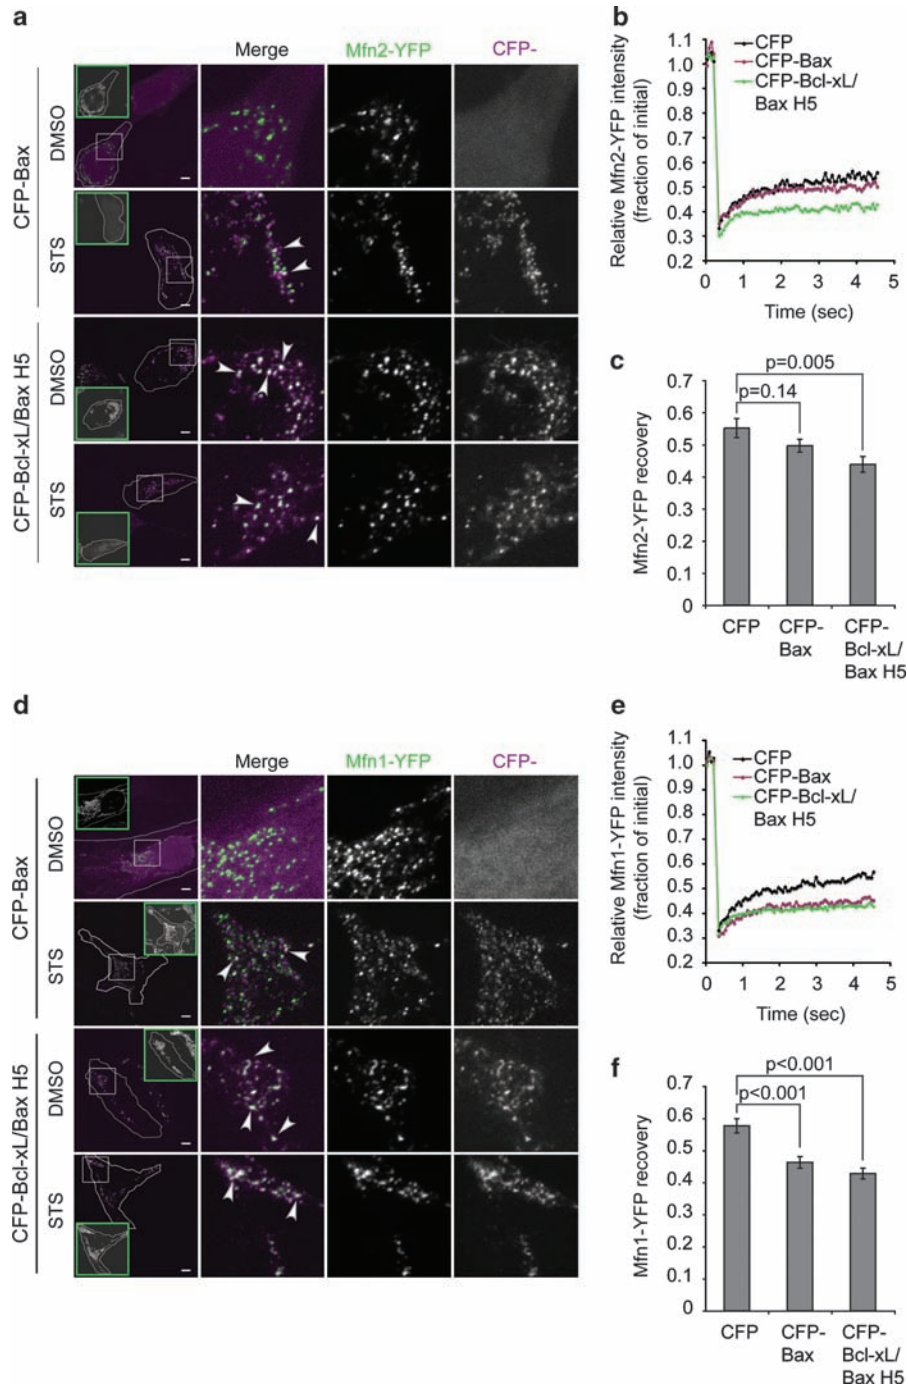 a
Merge Mfn2-YFP CFP-
CFP-Bax
DMSO
STS
CFP-Bcl-xL/Bax H5
DMSO
STS
b
Relative Mfn2-YFP intensity
(fraction of initial)
1.1
1.0
0.9
0.8
0.7
0.6
0.5
0.4
0.3
0.2
CFP
CFP-Bax
CFP-Bcl-xL/
Bax H5
0 1 2 3 4 5
Time (sec)
c
Mfn2-YFP recovery
0.7
0.6
0.5
0.4
0.3
0.2
0.1
0
p=0.005
p=0.14
CFP CFP- CFP-
Bax Bcl-xL/
Bax H5
d
Merge Mfn1-YFP CFP-
CFP-Bax
DMSO
STS
CFP-Bcl-xL/Bax H5
DMSO
STS
e
Relative Mfn1-YFP intensity
(fraction of initial)
1.1
1.0
0.9
0.8
0.7
0.6
0.5
0.4
0.3
0.2
CFP
CFP-Bax
CFP-Bcl-xL/
Bax H5
0 1 2 3 4 5
Time (sec)
f
Mfn1-YFP recovery
0.7
0.6
0.5
0.4
0.3
0.2
0.1
0
p<0.001
p<0.001
CFP CFP- CFP-
Bax Bcl-xL/
Bax H5